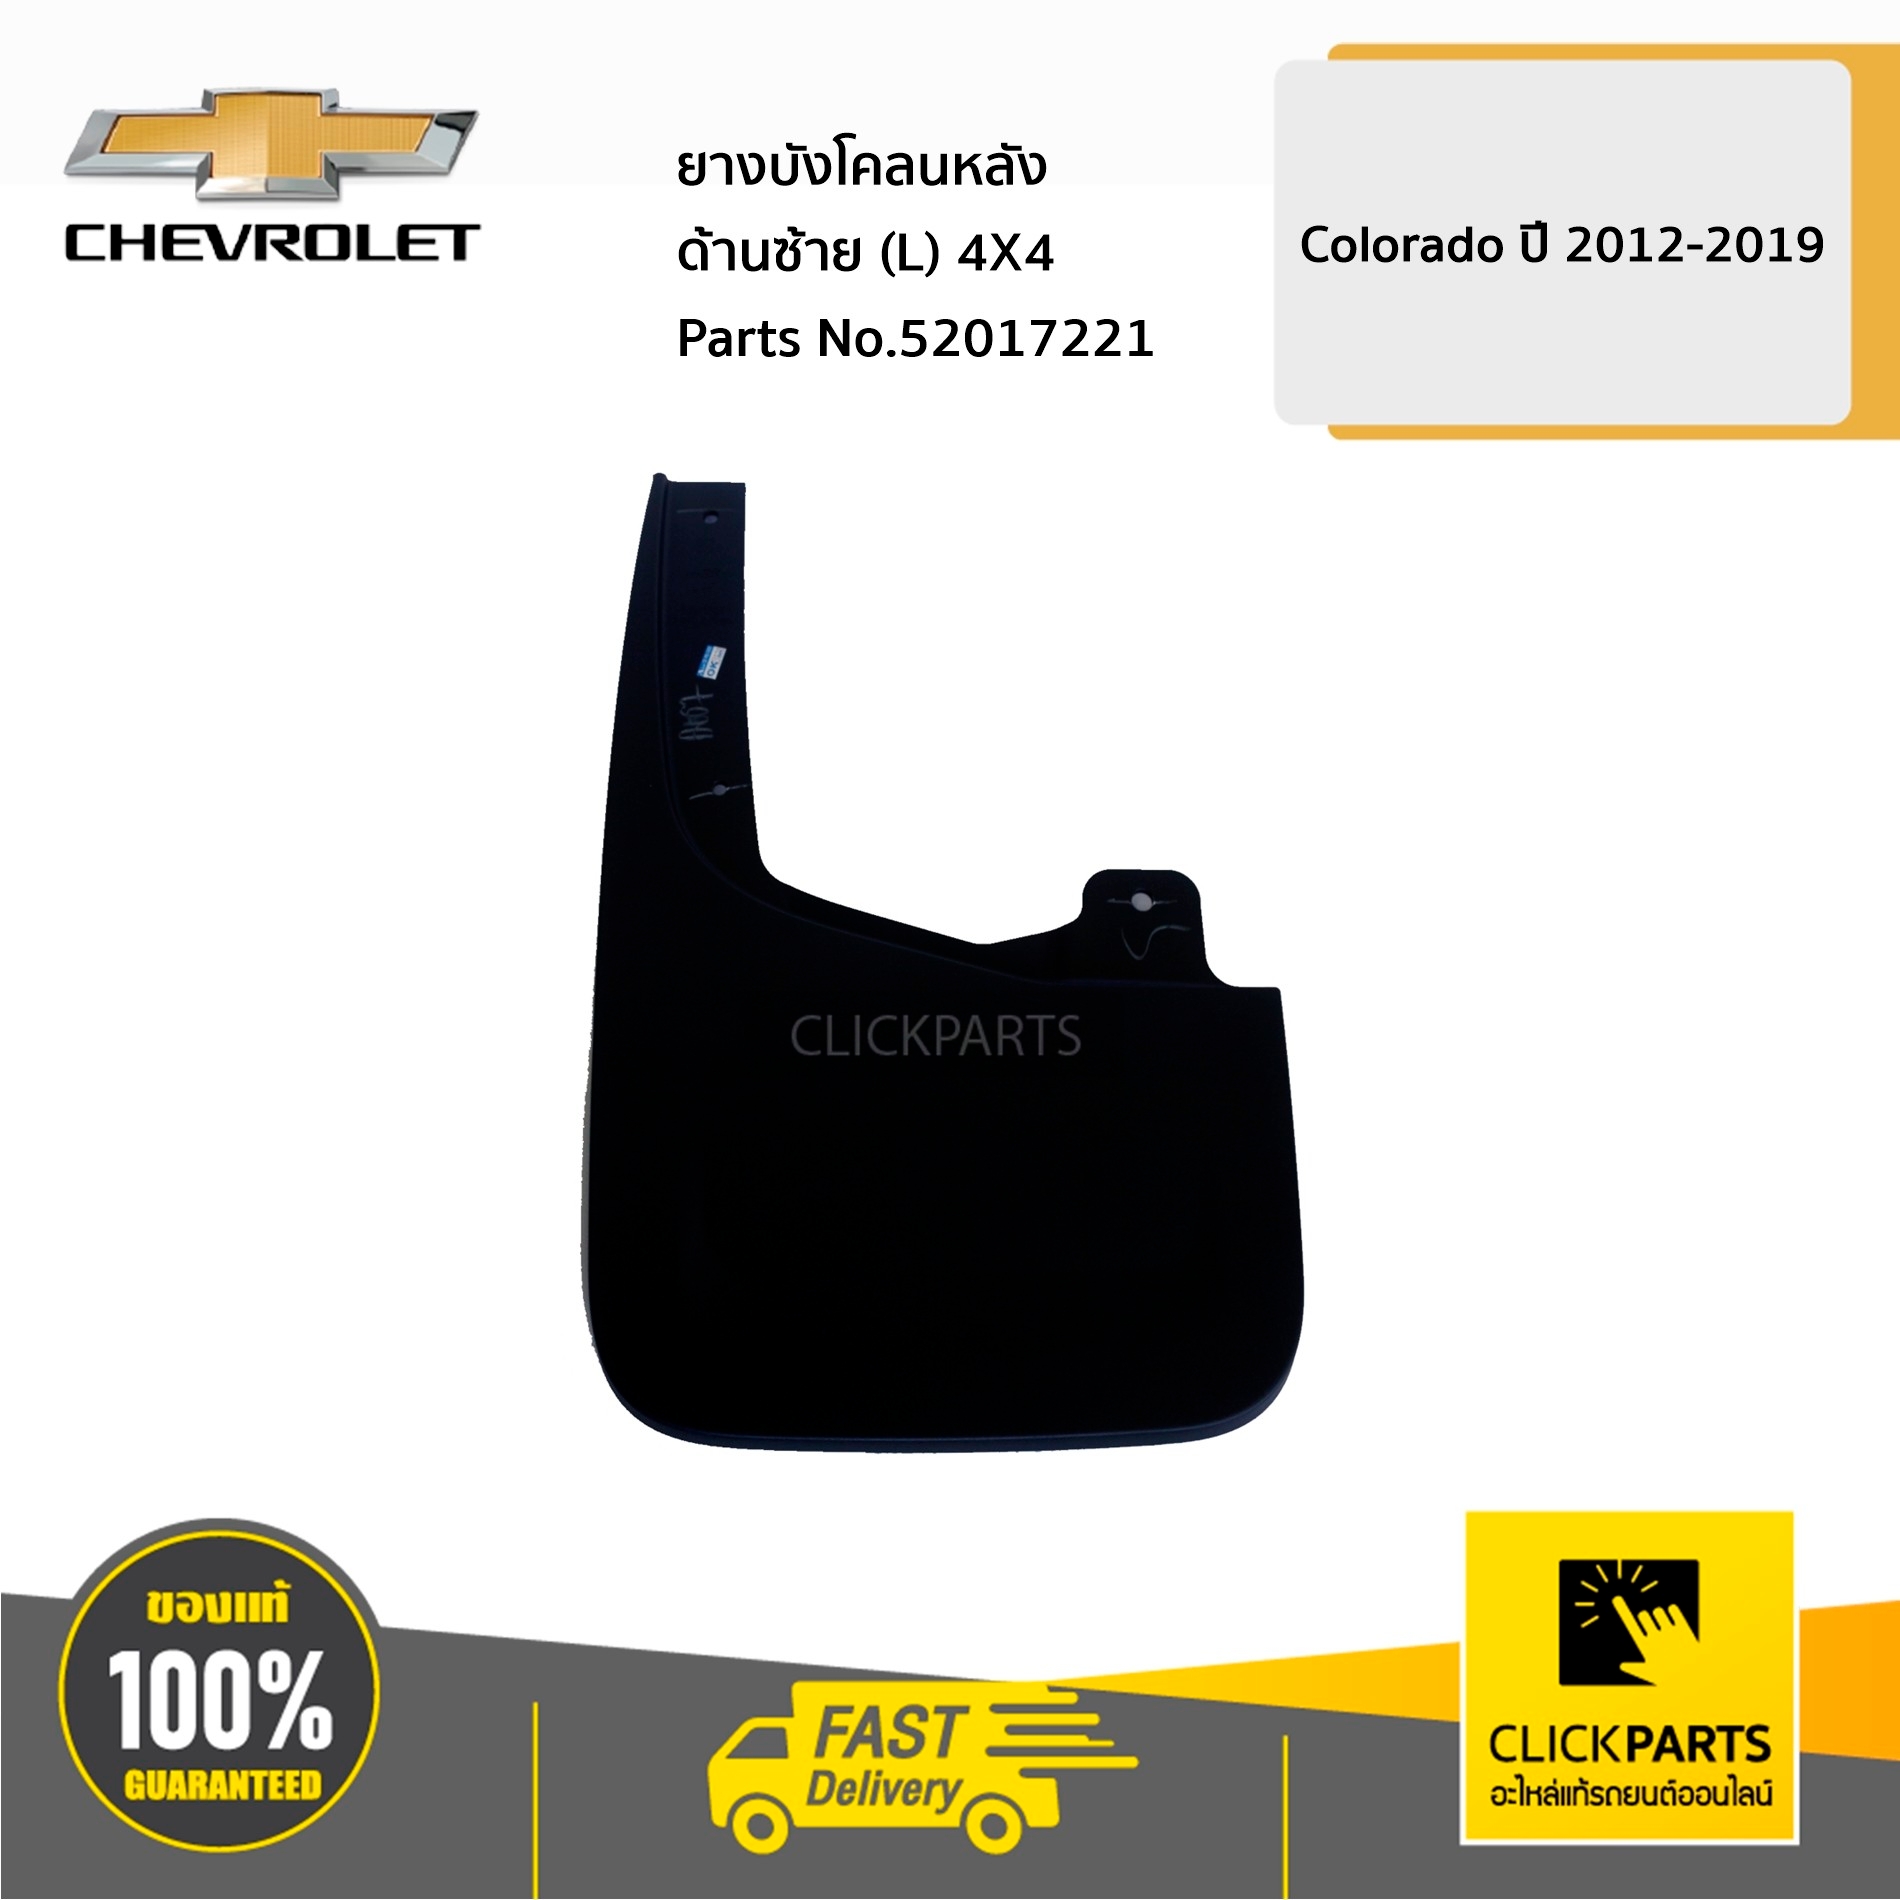 CHEVROLET
ยางบังโคลนหลัง
ด้านซ้าย (L) 4X4
Parts No.52017221
Colorado ปี 2012-2019
OK
CLICKPARTS
ของแท้
100%
GUARANTEED
FAST
Delivery
CLICKPARTS
อะไหล่แท้รถยนต์ออนไลน์